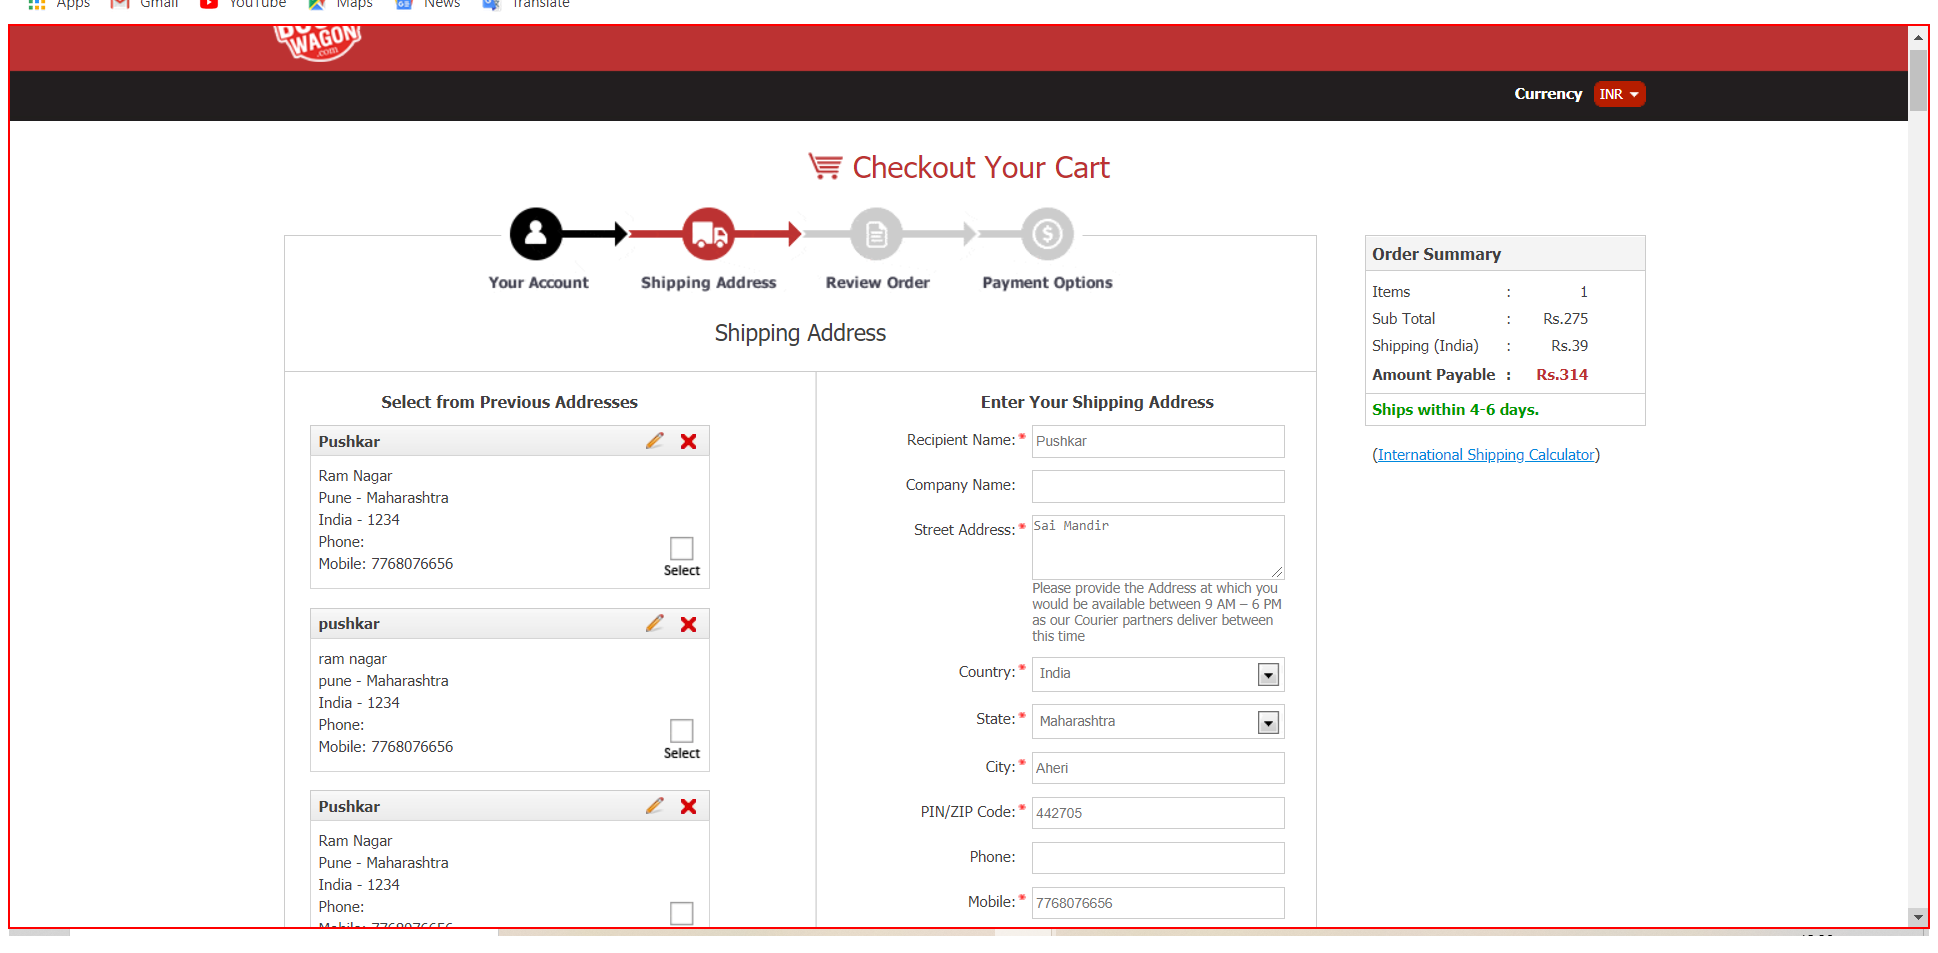 Apps Gmail YouTube Maps News Translate
WAGON
.com
Currency INR
Checkout Your Cart
Your Account Shipping Address Review Order Payment Options
Shipping Address
Select from Previous Addresses
Pushkar
Ram Nagar
Pune - Maharashtra
India - 1234
Phone:
Mobile: 7768076656
Select
pushkar
ram nagar
pune - Maharashtra
India - 1234
Phone:
Mobile: 7768076656
Select
Pushkar
Ram Nagar
Pune - Maharashtra
India - 1234
Phone:
Mobile: 7768076656
Enter Your Shipping Address
Recipient Name:* Pushkar
Company Name:
Street Address:* Sai Mandir
Please provide the Address at which you
would be available between 9 AM – 6 PM
as our Courier partners deliver between
this time
Country:* India
State:* Maharashtra
City:* Aheri
PIN/ZIP Code:* 442705
Phone:
Mobile:* 7768076656
Order Summary
Items : 1
Sub Total : Rs.275
Shipping (India) : Rs.39
Amount Payable : Rs.314
Ships within 4-6 days.
(International Shipping Calculator)